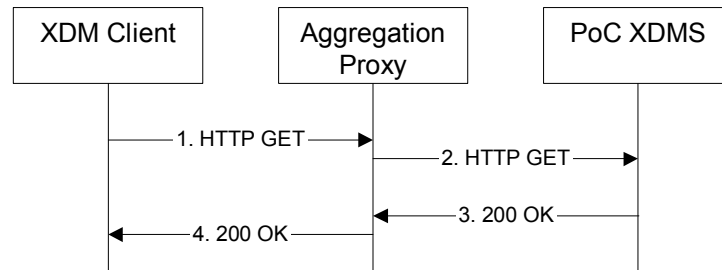 XDM Client
Aggregation
Proxy
PoC XDMS
1. HTTP GET
2. HTTP GET
3. 200 OK
4. 200 OK